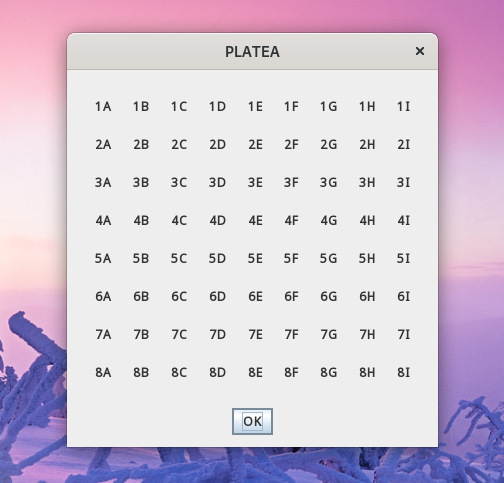 PLATEA ×
1A 1B 1C 1D 1E 1F 1G 1H 1I
2A 2B 2C 2D 2E 2F 2G 2H 2I
3A 3B 3C 3D 3E 3F 3G 3H 3I
4A 4B 4C 4D 4E 4F 4G 4H 4I
5A 5B 5C 5D 5E 5F 5G 5H 5I
6A 6B 6C 6D 6E 6F 6G 6H 6I
7A 7B 7C 7D 7E 7F 7G 7H 7I
8A 8B 8C 8D 8E 8F 8G 8H 8I
OK